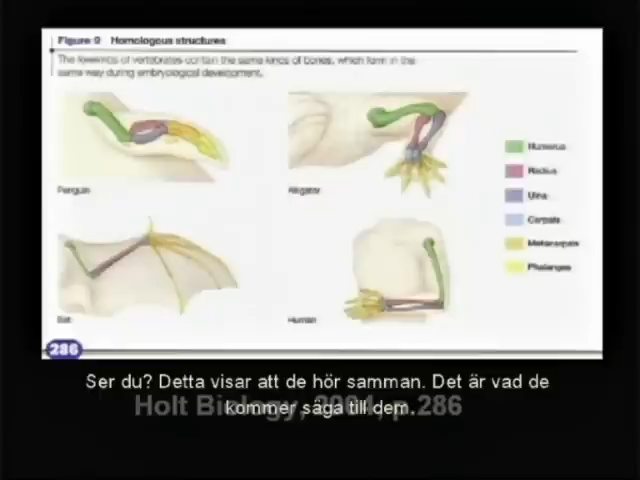 Figure 9 Homologous structures
The forelimbs of vertebrates contain the same kinds of bones, which form in the
same way during embryological development.
Penguin
Alligator
Humerus
Radius
Ulna
Carpals
Metacarpals
Phalanges
Bat
Human
286
Ser du? Detta visar att de hör samman. Det är vad de
kommer säga till dem.
Holt Biology, 2004, p.286